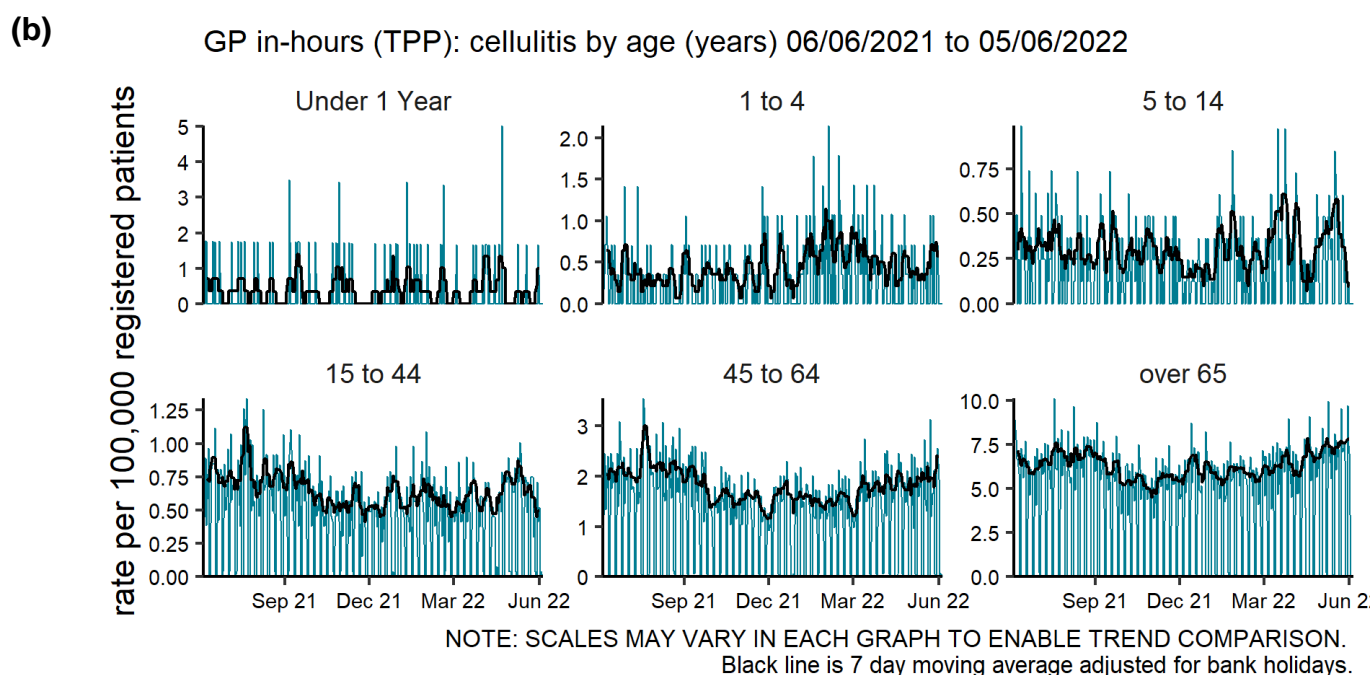 (b)
GP in-hours (TPP): cellulitis by age (years) 06/06/2021 to 05/06/2022
rate per 100,000 registered patients
Under 1 Year
5
4
3
2
1
0
1 to 4
2.0
1.5
1.0
0.5
0.0
5 to 14
0.75
0.50
0.25
0.00
15 to 44
1.25
1.00
0.75
0.50
0.25
0.00
Sep 21 Dec 21 Mar 22 Jun 22
45 to 64
3
2
1
0
Sep 21 Dec 21 Mar 22 Jun 22
over 65
10.0
7.5
5.0
2.5
0.0
Sep 21 Dec 21 Mar 22 Jun 2
NOTE: SCALES MAY VARY IN EACH GRAPH TO ENABLE TREND COMPARISON.
Black line is 7 day moving average adjusted for bank holidays.